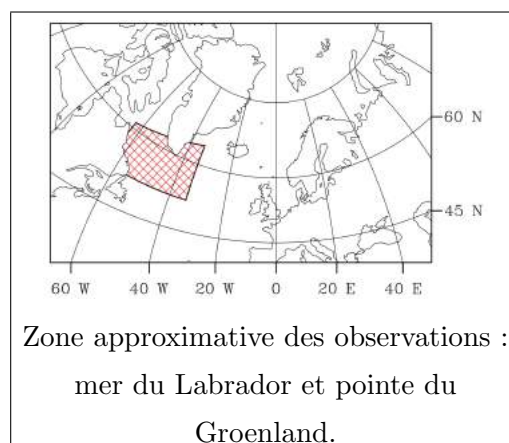 60 N
45 N
60 W 40 W 20 W 0 20 E 40 E
Zone approximative des observations :
mer du Labrador et pointe du
Groenland.